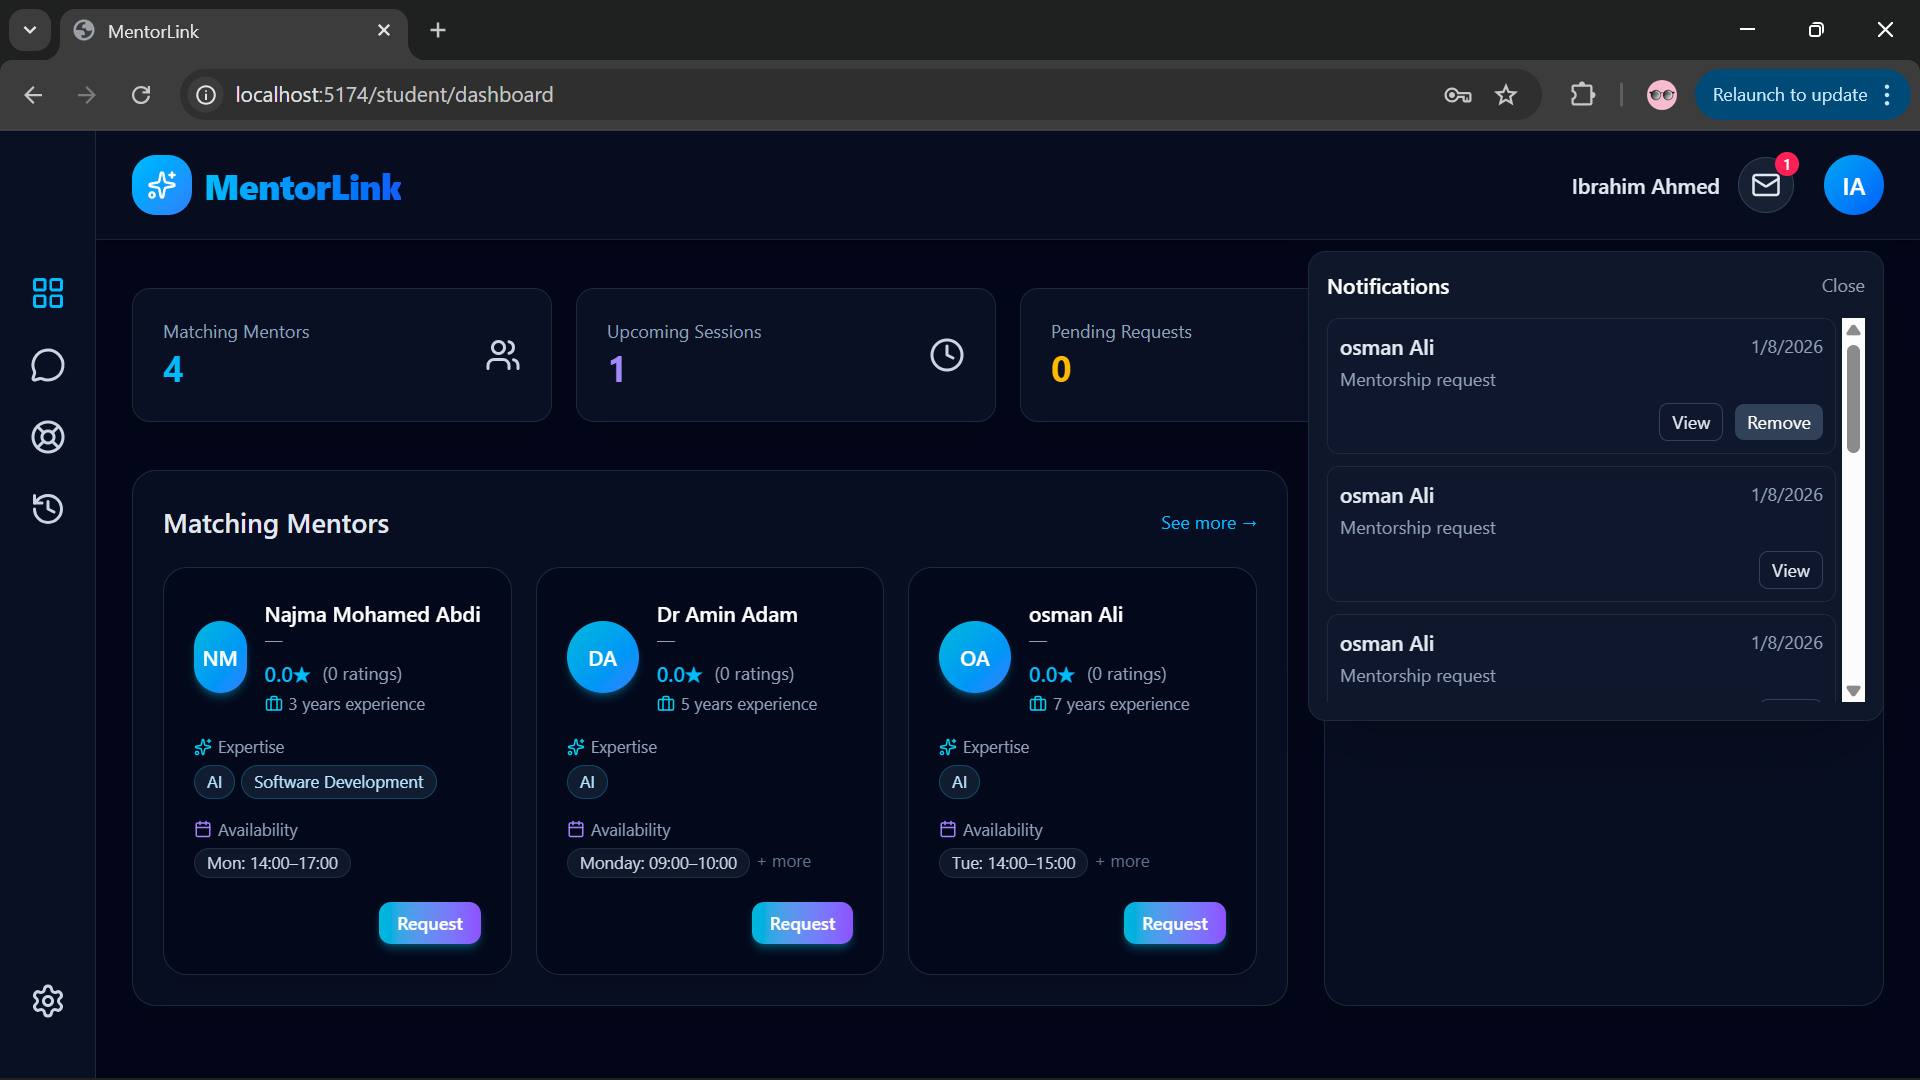 MentorLink
localhost:5174/student/dashboard
Relaunch to update
MentorLink
Ibrahim Ahmed
1
IA
Matching Mentors
4
Upcoming Sessions
1
Pending Requests
0
Notifications
Close
osman Ali
1/8/2026
Mentorship request
View
Remove
osman Ali
1/8/2026
Mentorship request
View
osman Ali
1/8/2026
Mentorship request
Matching Mentors
See more →
NM
Najma Mohamed Abdi
—
0.0★ (0 ratings)
3 years experience
Expertise
AI
Software Development
Availability
Mon: 14:00–17:00
Request
DA
Dr Amin Adam
—
0.0★ (0 ratings)
5 years experience
Expertise
AI
Availability
Monday: 09:00–10:00 + more
Request
OA
osman Ali
—
0.0★ (0 ratings)
7 years experience
Expertise
AI
Availability
Tue: 14:00–15:00 + more
Request